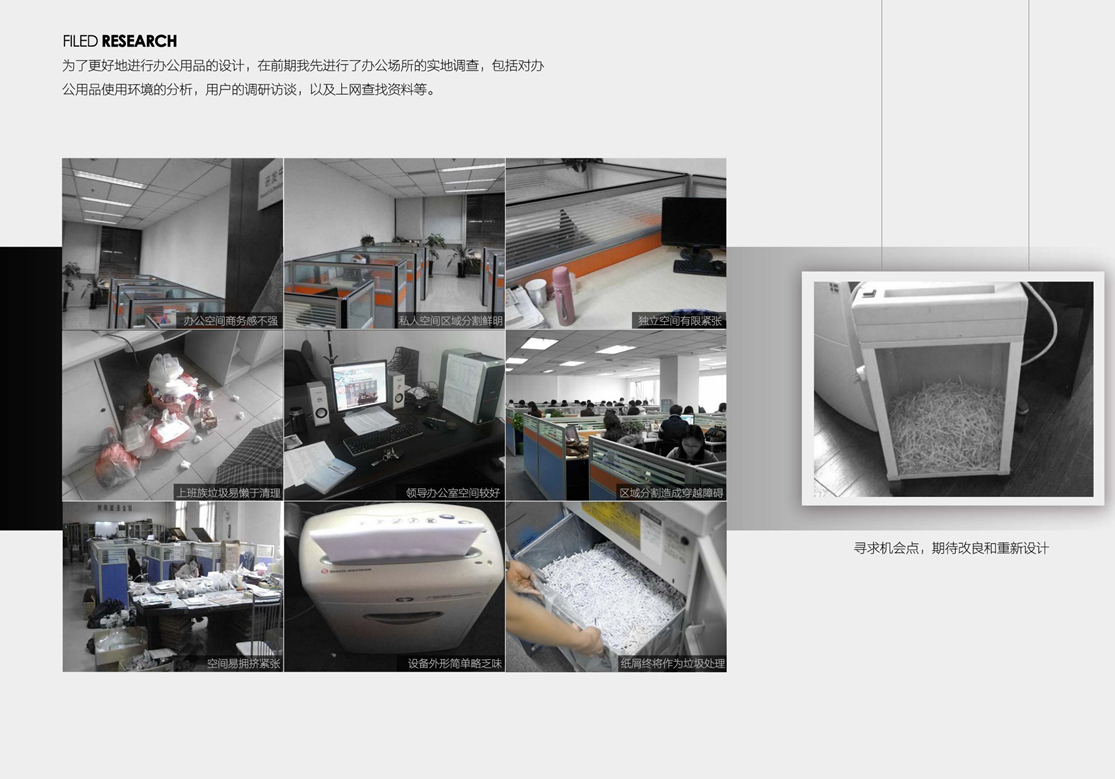 FILED RESEARCH
为了更好地进行办公用品的设计，在前期我先进行了办公场所的实地调查，包括对办
公用品使用环境的分析，用户的调研访谈，以及上网查找资料等。
研发中
办公空间商务感不强
私人空间区域分割鲜明
独立空间有限紧张
上班族垃圾易懒于清理
领导办公室空间较好
区域分割造成穿越障碍
空间易拥挤紧张
设备外形简单略乏味
纸屑终将作为垃圾处理
寻求机会点，期待改良和重新设计